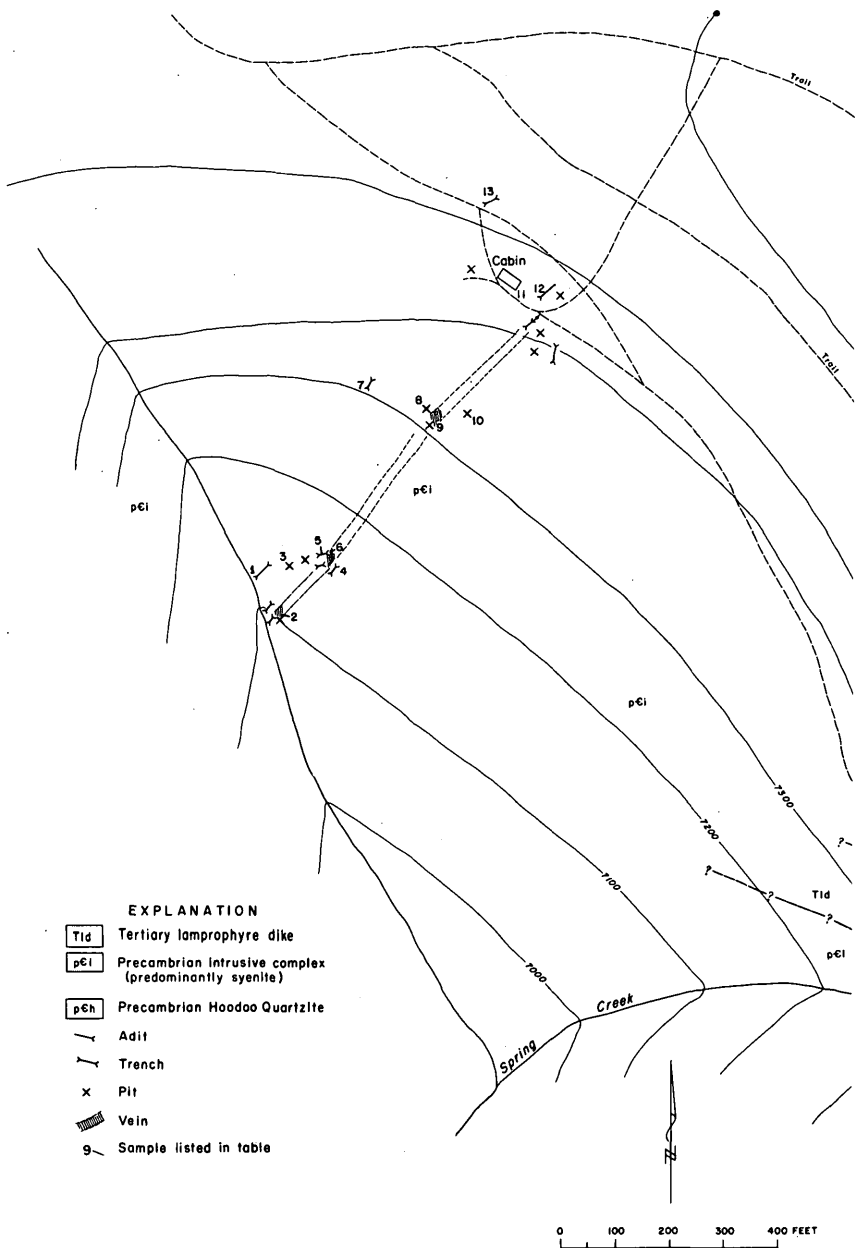 Trail
13
Cabin
12
11
Trail
7
8
10
9
p€i
p€i
5
6
3
1
4
2
p€i
7300
7200
?
?
7100
?
Tld
?
p€i
7000
Creek
Spring
EXPLANATION
Tld Tertiary lamprophyre dike
p€i Precambrian Intrusive complex
(predominantly syenite)
p€h Precambrian Hoodoo Quartzite
Adit
Trench
Pit
Vein
9 Sample listed in table
N
0 100 200 300 400 FEET